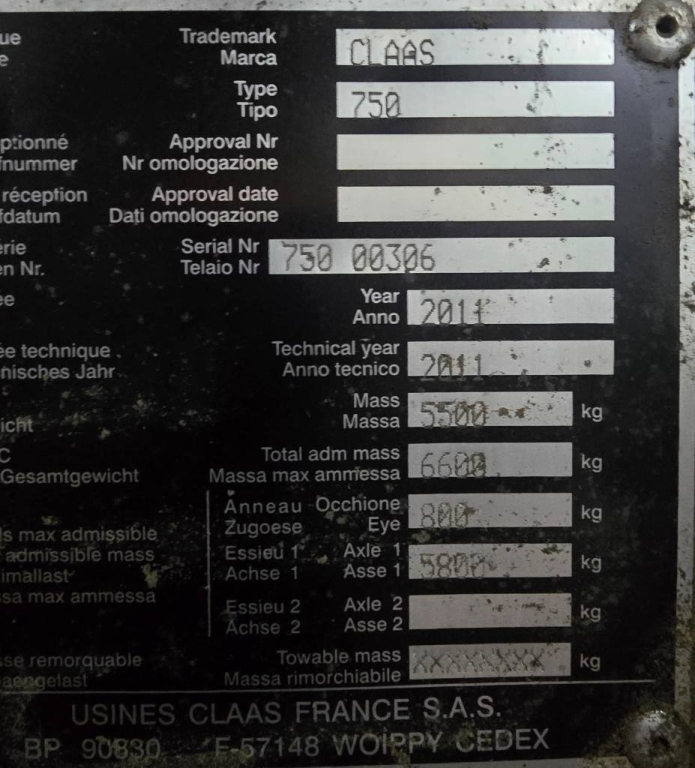 ue Trademark CLAAS
e Marca
Type 750
Tipo
ptionné Approval Nr
fnummer Nr omologazione
réception Approval date
fdatum Dati omologazione
érie Serial Nr 750 00306
en Nr. Telaio Nr
ée Year 2011
Anno
ée technique Technical year 2011
nisches Jahr Anno tecnico
Mass 5500 kg
icht Massa
C Total adm mass 6600 kg
Gesamtgewicht Massa max ammessa
Anneau Occhione 800 kg
ds max admissible Zugoese Eye
admissible mass Essieu 1 Axle 1 5800 kg
imallast Achse 1 Asse 1
ssa max ammessa Essieu 2 Axle 2 kg
Achse 2 Asse 2
sse remorquable Towable mass XXXXXXXX kg
Massa rimorchiabile
USINES CLAAS FRANCE S.A.S.
BP 90830 F-57148 WOIPPY CEDEX